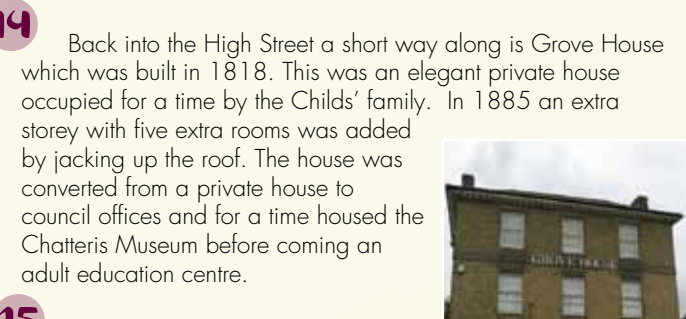 14
Back into the High Street a short way along is Grove House
which was built in 1818. This was an elegant private house
occupied for a time by the Childs' family. In 1885 an extra
storey with five extra rooms was added
by jacking up the roof. The house was
converted from a private house to
council offices and for a time housed the
Chatteris Museum before coming an
adult education centre.
GROVE HOUSE
15